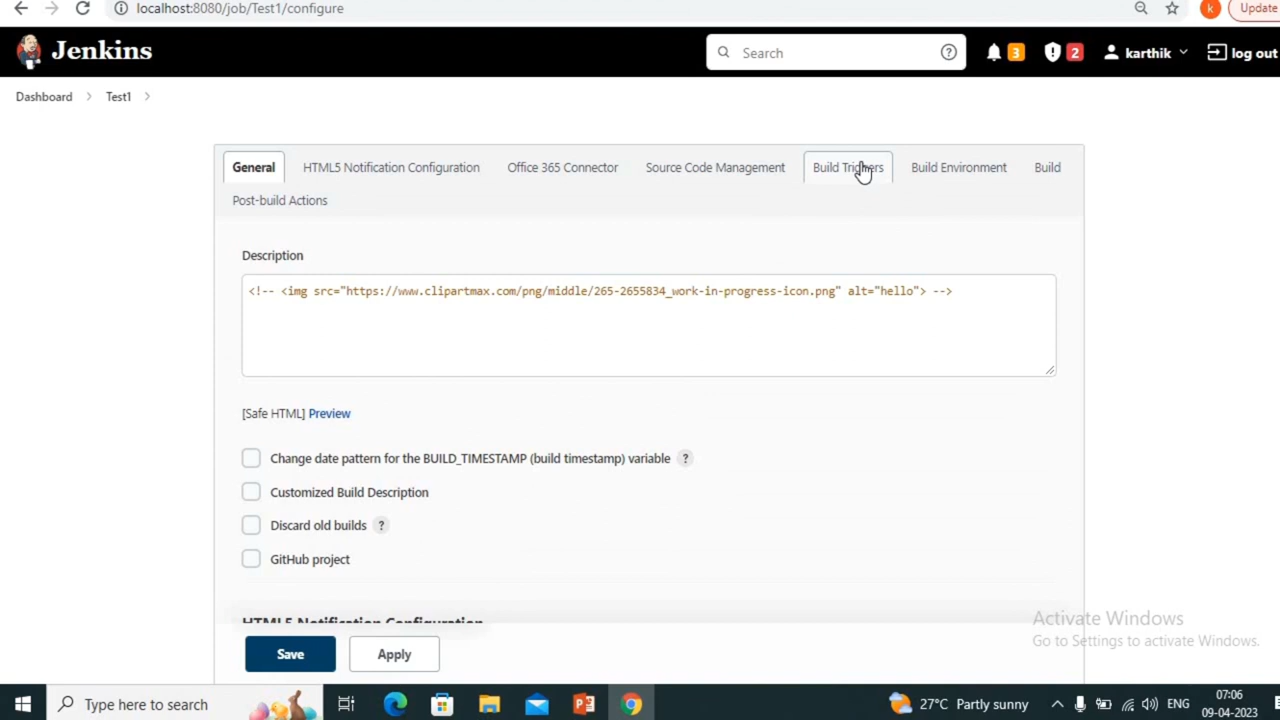 localhost:8080/job/Test1/configure
k
Update
Jenkins
Search
?
3
2
karthik
log out
Dashboard
Test1
General
HTML5 Notification Configuration
Office 365 Connector
Source Code Management
Build Triggers
Build Environment
Build
Post-build Actions
Description
<!-- <img src="https://www.clipartmax.com/png/middle/265-2655834_work-in-progress-icon.png" alt="hello"> -->
[Safe HTML] Preview
Change date pattern for the BUILD_TIMESTAMP (build timestamp) variable ?
Customized Build Description
Discard old builds ?
GitHub project
HTML5 Notification Configuration
Save
Apply
Activate Windows
Go to Settings to activate Windows.
Type here to search
27°C Partly sunny
ENG
07:06
09-04-2023